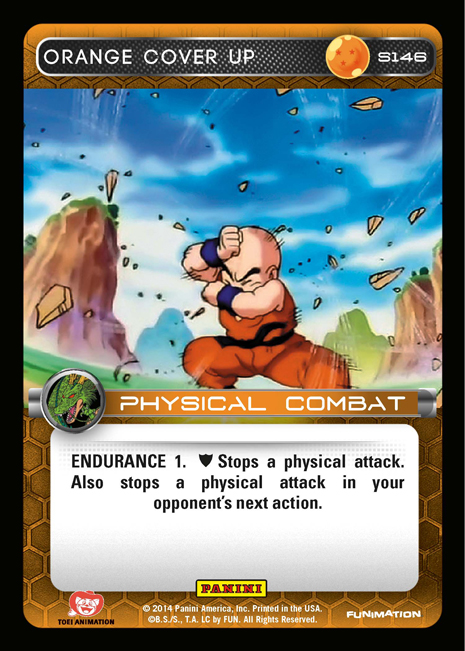 ORANGE COVER UP
S146
PHYSICAL COMBAT
ENDURANCE 1. Stops a physical attack.
Also stops a physical attack in your
opponent's next action.
PANINI
TOEI ANIMATION
© 2014 Panini America, Inc. Printed in the USA.
©B.S./S., T.A. LC by FUN. All Rights Reserved.
FUNIMATION